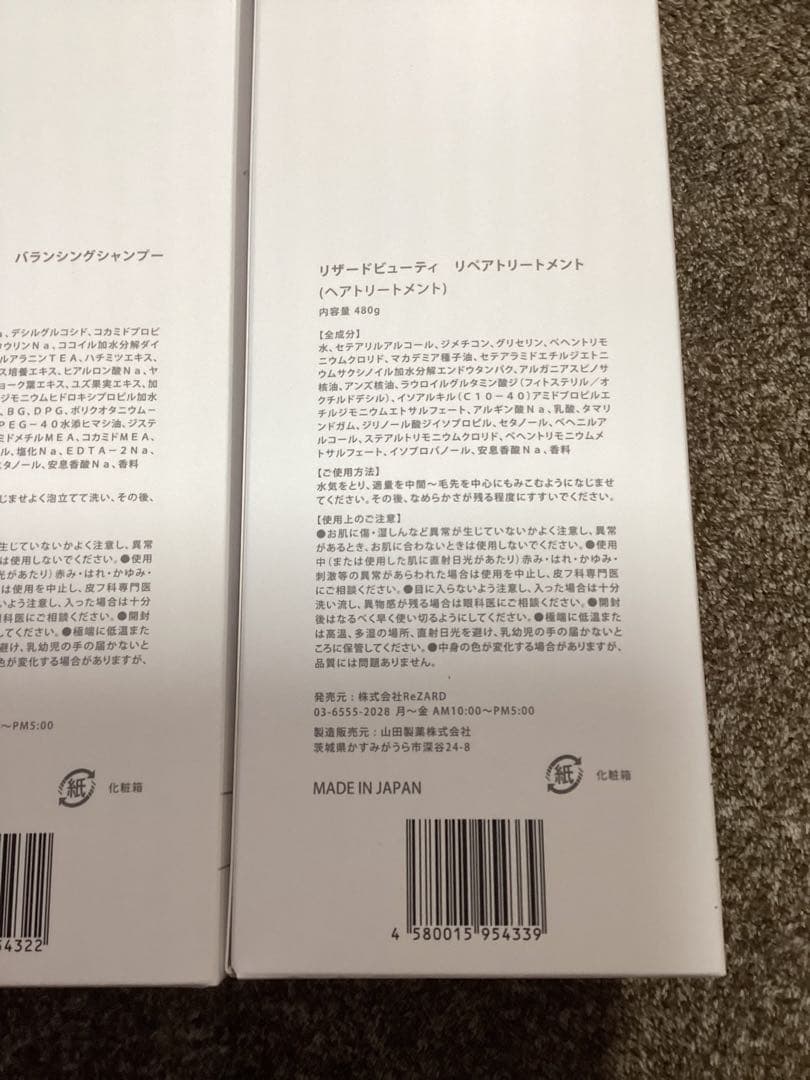 バランシングシャンプー
、デシルグルコシド、コカミドプロピ
ウリンＮａ、ココイル加水分解ダイ
ルアラニンＴＥＡ、ハチミツエキス、
ス培養エキス、ヒアルロン酸Ｎａ、ヤ
ョーク葉エキス、ユズ果実エキス、加
ジモニウムヒドロキシプロピル加水
、ＢＧ、ＤＰＧ、ポリクオタニウム－
ＰＥＧ－４０水添ヒマシ油、ジステ
ミドメチルＭＥＡ、コカミドＭＥＡ、
ル、塩化Ｎａ、ＥＤＴＡ－２Ｎａ、
エタノール、安息香酸Ｎａ、香料
じませよく泡立てて洗い、その後、
生じていないかよく注意し、異常
は使用しないでください。●使用
光があたり）赤み・はれ・かゆみ・
は使用を中止し、皮フ科専門医
いよう注意し、入った場合は十分
科医にご相談ください。●開封
してください。●極端に低温また
避け、乳幼児の手の届かないと
色が変化する場合がありますが、
～PM5:00
紙 化粧箱
54322
リザードビューティ リペアトリートメント
(ヘアトリートメント)
内容量 480g
【全成分】
水、セテアリルアルコール、ジメチコン、グリセリン、ベヘントリモ
ニウムクロリド、マカデミア種子油、セテアラミドエチルジエトニ
ウムサクシノイル加水分解エンドウタンパク、アルガニアスピノサ
核油、アンズ核油、ラウロイルグルタミン酸ジ（フィトステリル／オ
クチルドデシル）、イソアルキル（Ｃ１０－４０）アミドプロピルエ
チルジモニウムエトサルフェート、アルギン酸Ｎａ、乳酸、タマリ
ンドガム、ジリノール酸ジイソプロピル、セタノール、ベヘニルア
ルコール、ステアルトリモニウムクロリド、ベヘントリモニウムメ
トサルフェート、イソプロパノール、安息香酸Ｎａ、香料
【ご使用方法】
水気をとり、適量を中間～毛先を中心にもみこむようになじませ
てください。その後、なめらかさが残る程度にすすいでください。
【使用上のご注意】
●お肌に傷・湿しんなど異常が生じていないかよく注意し、異常
があるとき、お肌に合わないときは使用しないでください。●使用
中（または使用した肌に直射日光があたり）赤み・はれ・かゆみ・
刺激等の異常があらわれた場合は使用を中止し、皮フ科専門医
にご相談ください。●目に入らないよう注意し、入った場合は十分
洗い流し、異物感が残る場合は眼科医にご相談ください。●開封
後はなるべく早く使い切るようにしてください。●極端に低温また
は高温、多湿の場所、直射日光を避け、乳幼児の手の届かないと
ころに保管してください。●中身の色が変化する場合がありますが、
品質には問題ありません。
発売元：株式会社ReZARD
03-6555-2028 月～金 AM10:00～PM5:00
製造販売元：山田製薬株式会社
茨城県かすみがうら市深谷24-8
MADE IN JAPAN
紙 化粧箱
4 580015 954339